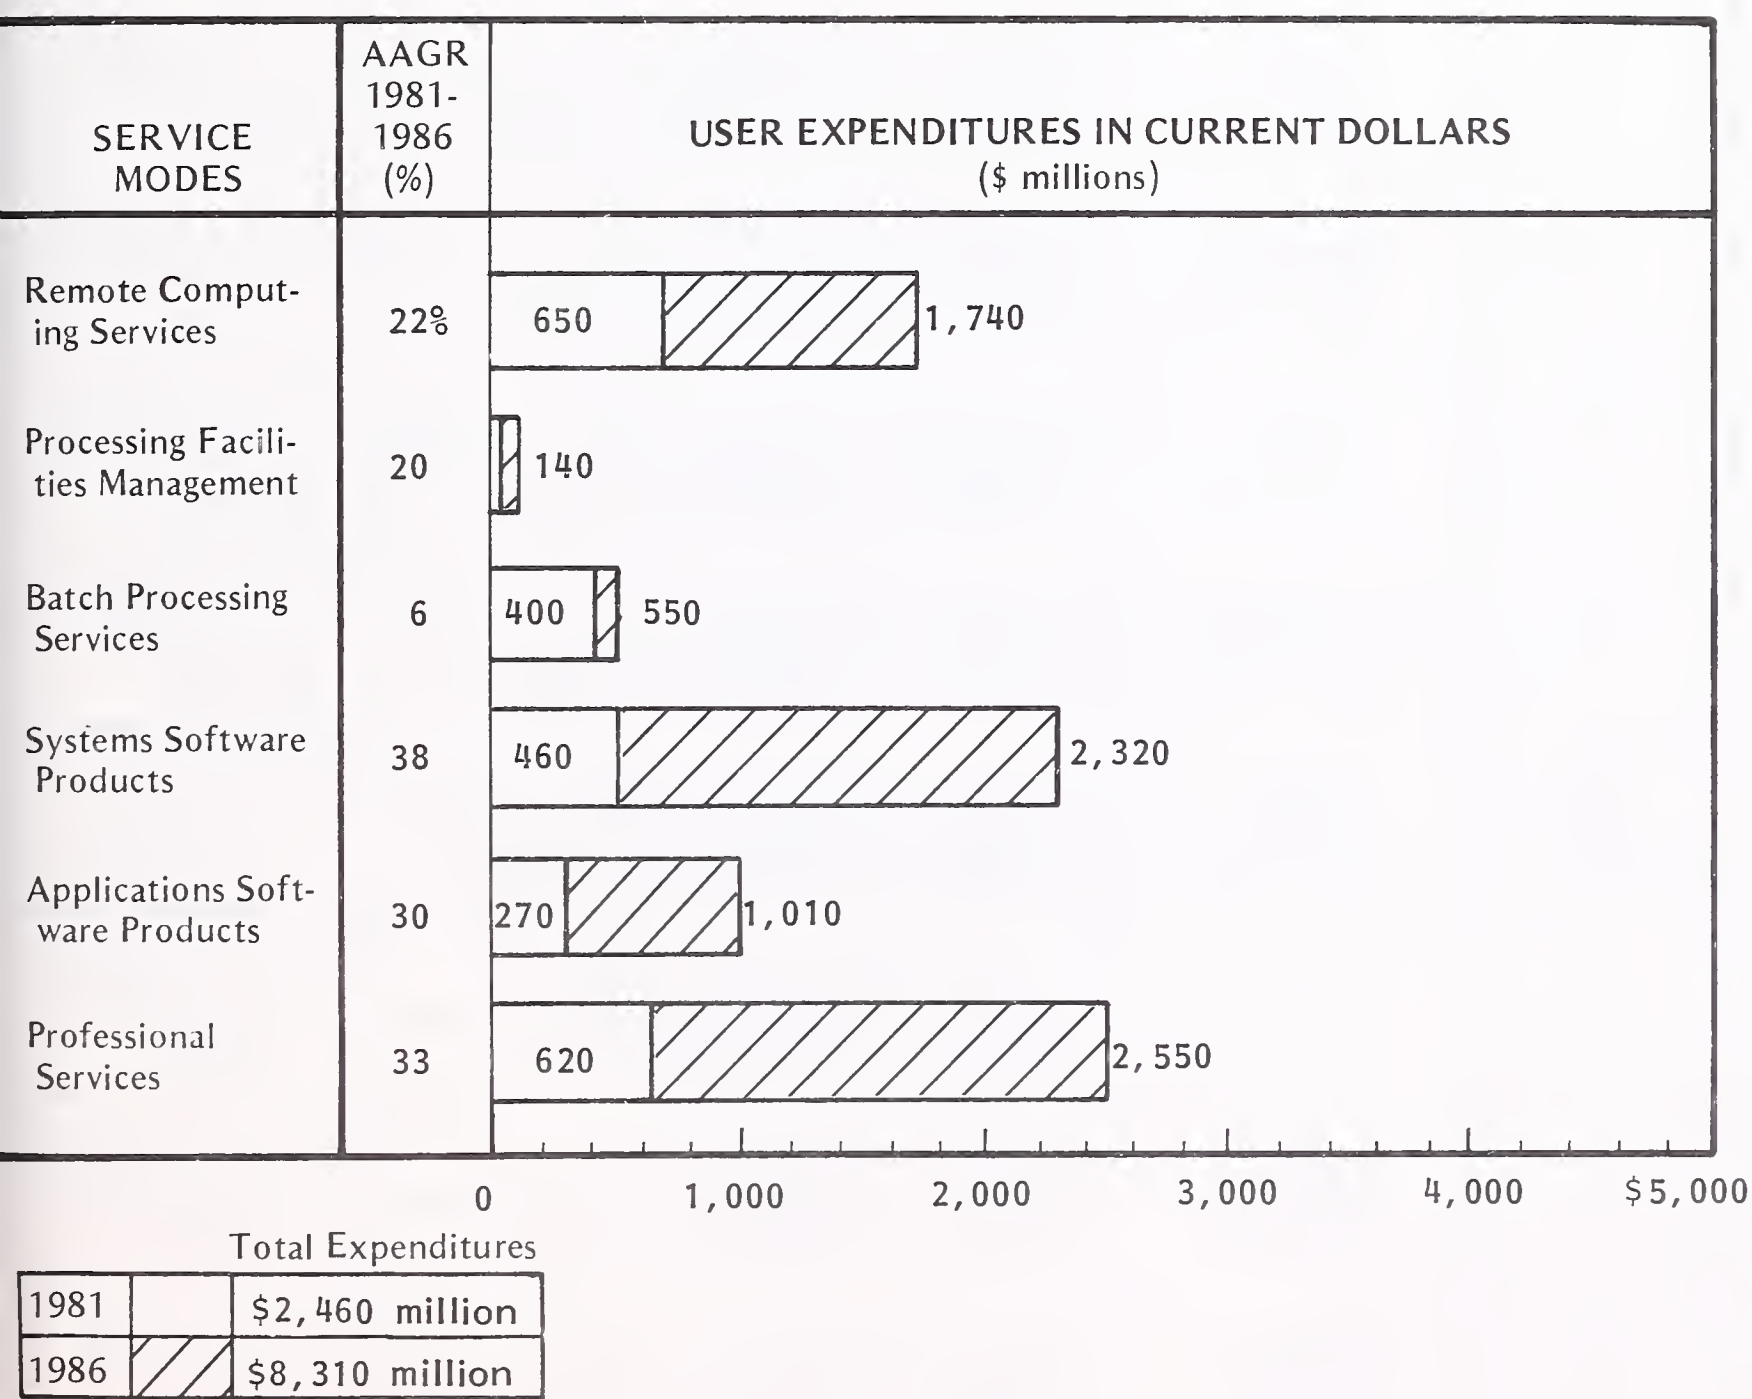 SERVICE
MODES
AAGR
1981-
1986
(%)
USER EXPENDITURES IN CURRENT DOLLARS
($ millions)
Remote Comput-
ing Services
22%
650
1,740
Processing Facili-
ties Management
20
140
Batch Processing
Services
6
400
550
Systems Software
Products
38
460
2,320
Applications Soft-
ware Products
30
270
1,010
Professional
Services
33
620
2,550
0 1,000 2,000 3,000 4,000 $5,000
Total Expenditures
1981 $2,460 million
1986 $8,310 million